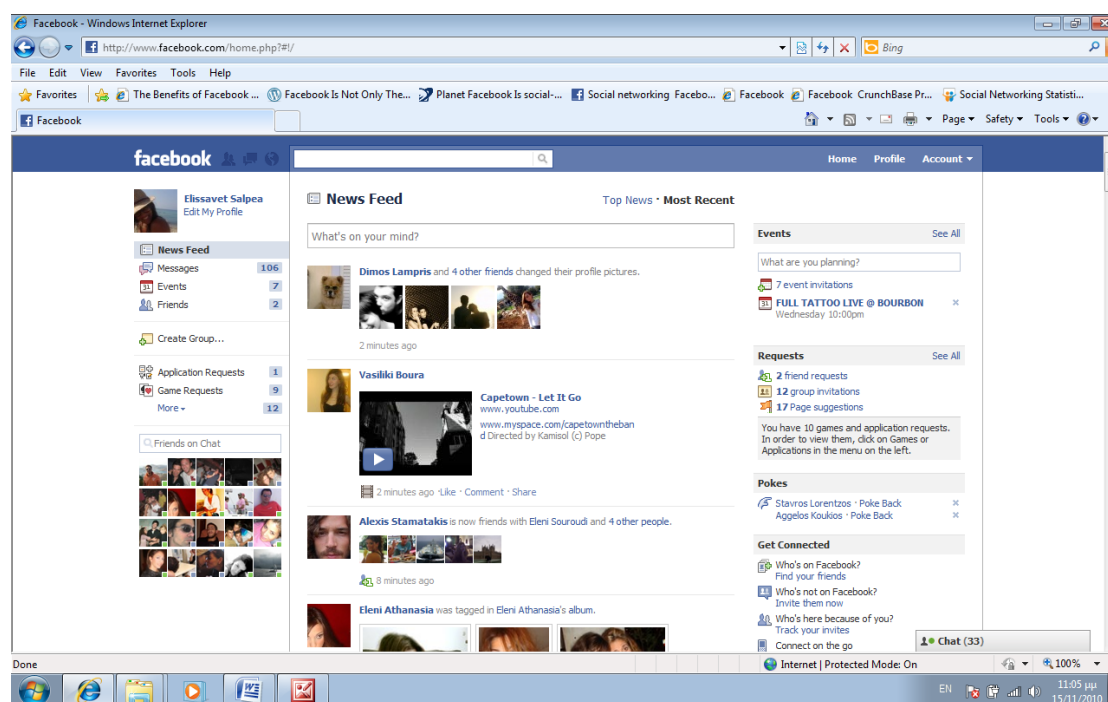 Facebook - Windows Internet Explorer
http://www.facebook.com/home.php?#!/
Bing
File Edit View Favorites Tools Help
Favorites The Benefits of Facebook ... Facebook Is Not Only The... Planet Facebook Is social-... Social networking Facebo... Facebook Facebook CrunchBase Pr... Social Networking Statisti...
Facebook
Page Safety Tools
facebook
Home Profile Account
Elissavet Salpea
Edit My Profile
News Feed
Messages 106
Events 7
Friends 2
Create Group...
Application Requests 1
Game Requests 9
More 12
Friends on Chat
News Feed
Top News · Most Recent
What's on your mind?
Dimos Lampris and 4 other friends changed their profile pictures.
2 minutes ago
Vasiliki Boura
Capetown - Let It Go
www.youtube.com
www.myspace.com/capetowntheban
d Directed by Kamisol (c) Pope
2 minutes ago · Like · Comment · Share
Alexis Stamatakis is now friends with Eleni Souroudi and 4 other people.
8 minutes ago
Eleni Athanasia was tagged in Eleni Athanasia's album.
Events See All
What are you planning?
7 event invitations
31 FULL TATTOO LIVE @ BOURBON ×
Wednesday 10:00pm
Requests See All
2 friend requests
12 group invitations
17 Page suggestions
You have 10 games and application requests.
In order to view them, click on Games or
Applications in the menu on the left.
Pokes
Stavros Lorentzos · Poke Back ×
Aggelos Koukios · Poke Back ×
Get Connected
Who's on Facebook?
Find your friends
Who's not on Facebook?
Invite them now
Who's here because of you?
Track your invites
Connect on the go
Chat (33)
Done
Internet | Protected Mode: On
100%
EN
11:05 μμ
15/11/2010